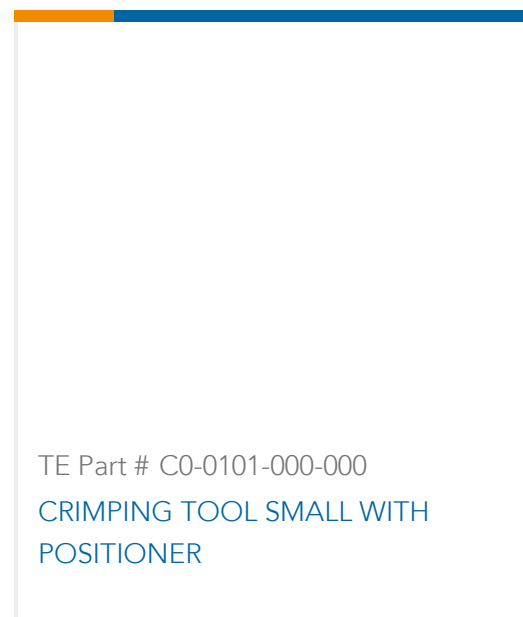 TE Part # C0-0101-000-000
CRIMPING TOOL SMALL WITH
POSITIONER